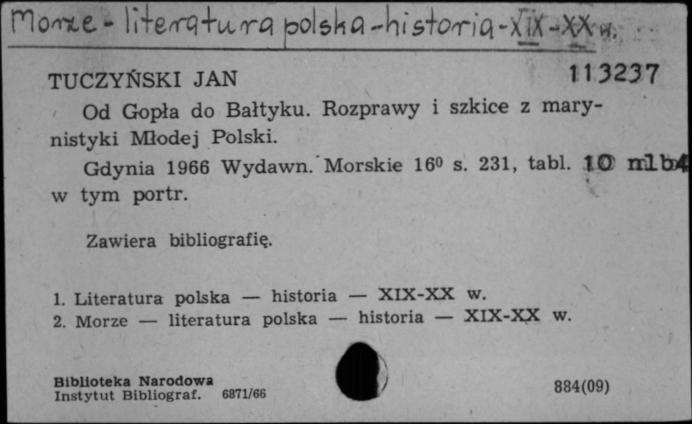 Morze - literatura polska - historia - XIX - XX w.
113237
TUCZYŃSKI JAN
Od Gopła do Bałtyku. Rozprawy i szkice z mary-
nistyki Młodej Polski.
Gdynia 1966 Wydawn. Morskie 16⁰ s. 231, tabl. 10 nlb4
w tym portr.
Zawiera bibliografię.
1. Literatura polska — historia — XIX-XX w.
2. Morze — literatura polska — historia — XIX-XX w.
Biblioteka Narodowa
Instytut Bibliograf. 6871/66
884(09)